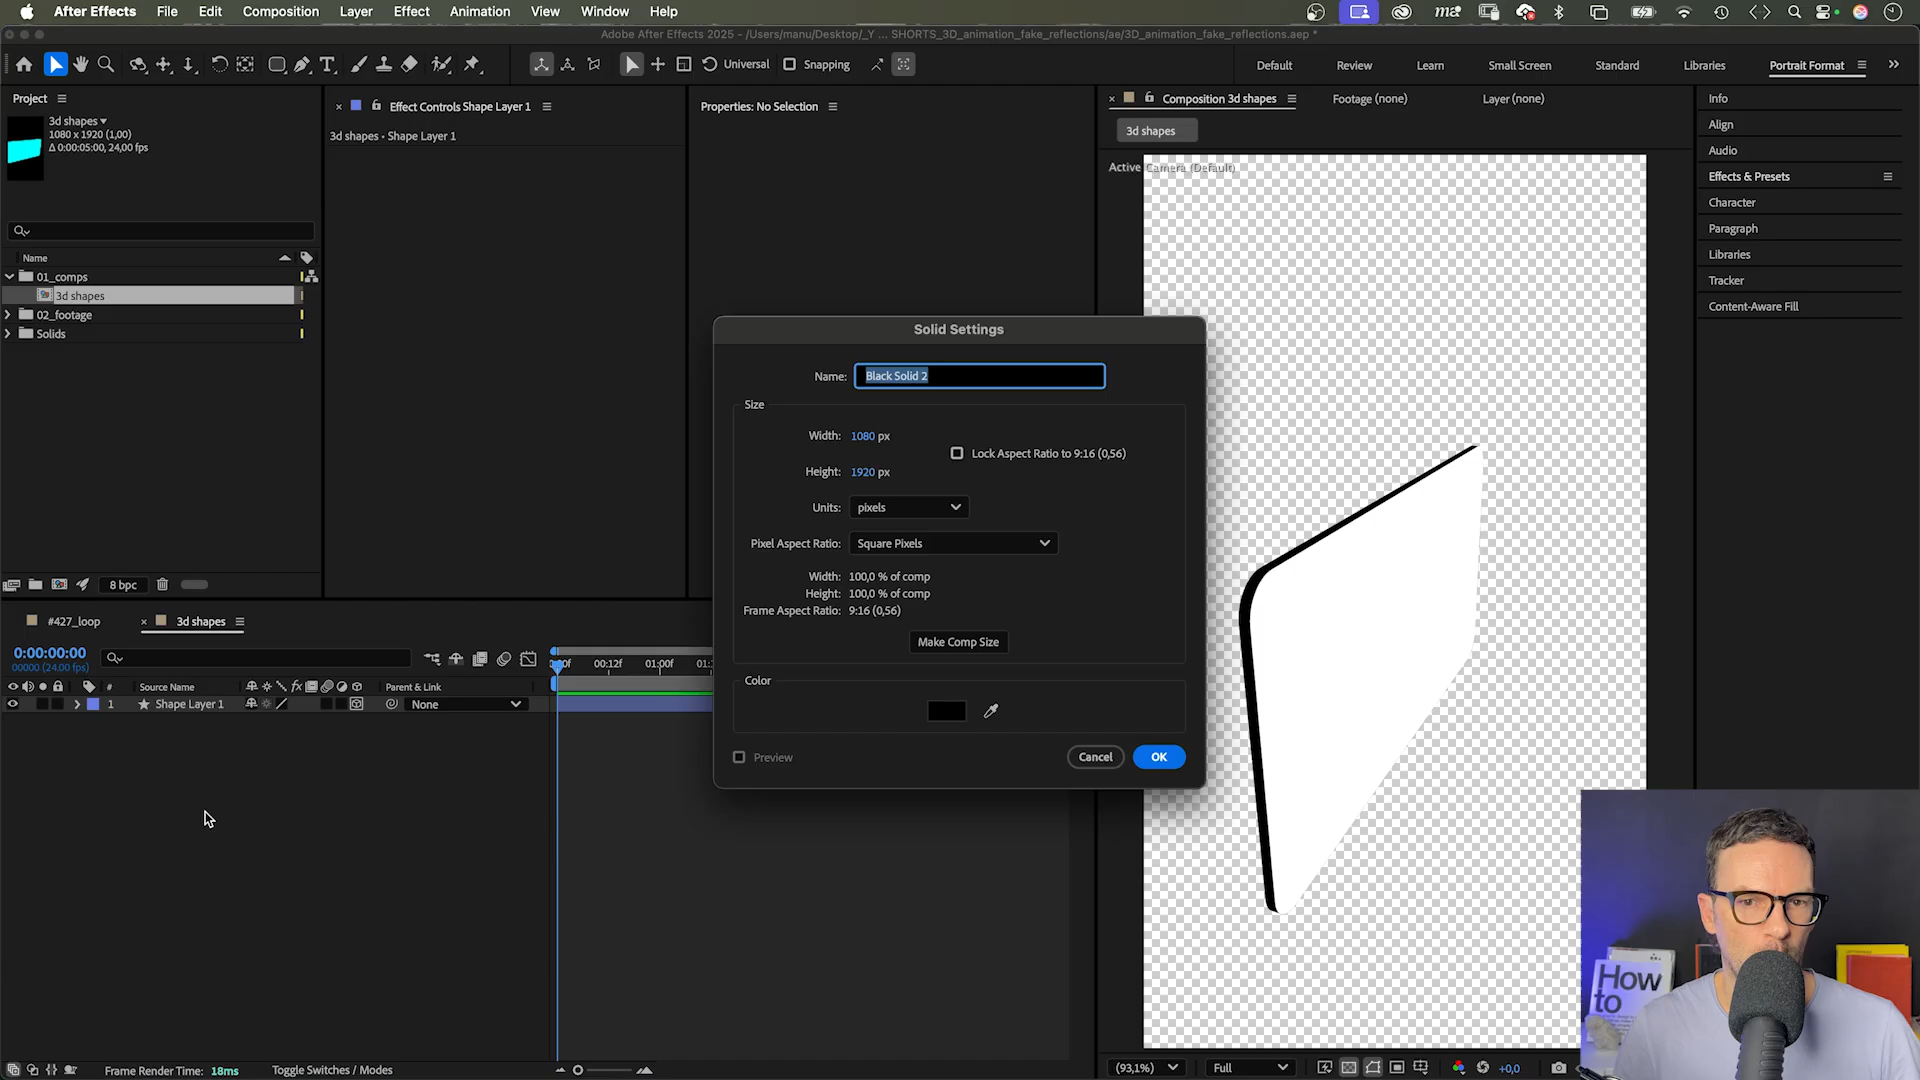 After Effects File Edit Composition Layer Effect Animation View Window Help
Adobe After Effects 2025 - /Users/manu/Desktop/_Y ... SHORTS_3D_animation_fake_reflections/ae/3D_animation_fake_reflections.aep *
Universal Snapping Default Review Learn Small Screen Standard Libraries Portrait Format
Project
3d shapes
1080 x 1920 (1,00)
Δ 0:00:05:00, 24,00 fps
Name
01_comps
3d shapes
02_footage
Solids
8 bpc
Effect Controls Shape Layer 1
3d shapes • Shape Layer 1
Properties: No Selection
Composition 3d shapes Footage (none) Layer (none)
3d shapes
Active Camera (Default)
Info
Align
Audio
Effects & Presets
Character
Paragraph
Libraries
Tracker
Content-Aware Fill
Solid Settings
Name: Black Solid 2
Size
Width: 1080 px
Lock Aspect Ratio to 9:16 (0,56)
Height: 1920 px
Units: pixels
Pixel Aspect Ratio: Square Pixels
Width: 100,0 % of comp
Height: 100,0 % of comp
Frame Aspect Ratio: 9:16 (0,56)
Make Comp Size
Color
Preview Cancel OK
#427_loop 3d shapes
0:00:00:00
00000 (24.00 fps)
00f 00:12f 01:00f
# Source Name Parent & Link
1 Shape Layer 1 None
Frame Render Time: 18ms Toggle Switches / Modes
(93,1%) Full +0,0
How
to